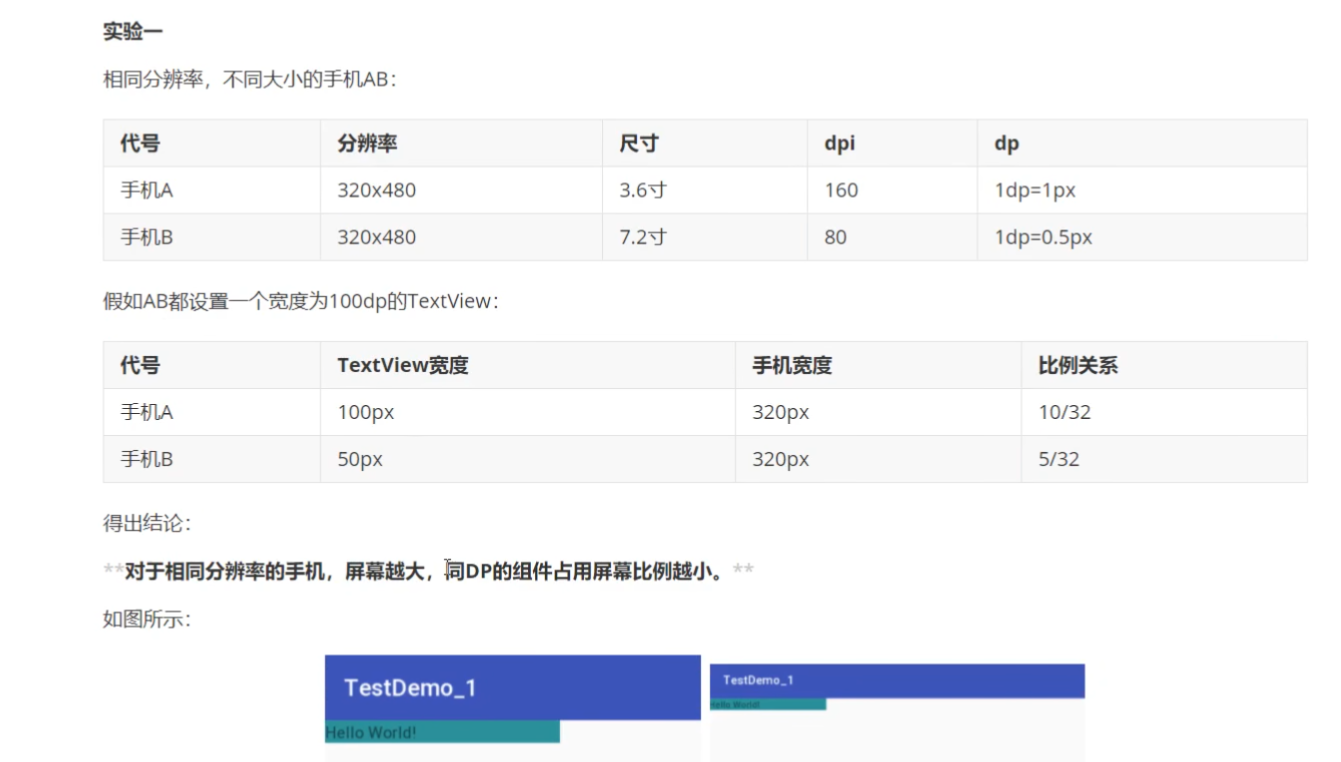 实验一
相同分辨率，不同大小的手机AB：
代号 分辨率 尺寸 dpi dp
手机A 320x480 3.6寸 160 1dp=1px
手机B 320x480 7.2寸 80 1dp=0.5px
假如AB都设置一个宽度为100dp的TextView：
代号 TextView宽度 手机宽度 比例关系
手机A 100px 320px 10/32
手机B 50px 320px 5/32
得出结论：
**对于相同分辨率的手机，屏幕越大，同DP的组件占用屏幕比例越小。**
如图所示：
TestDemo_1
Hello World!
TestDemo_1
Hello World!